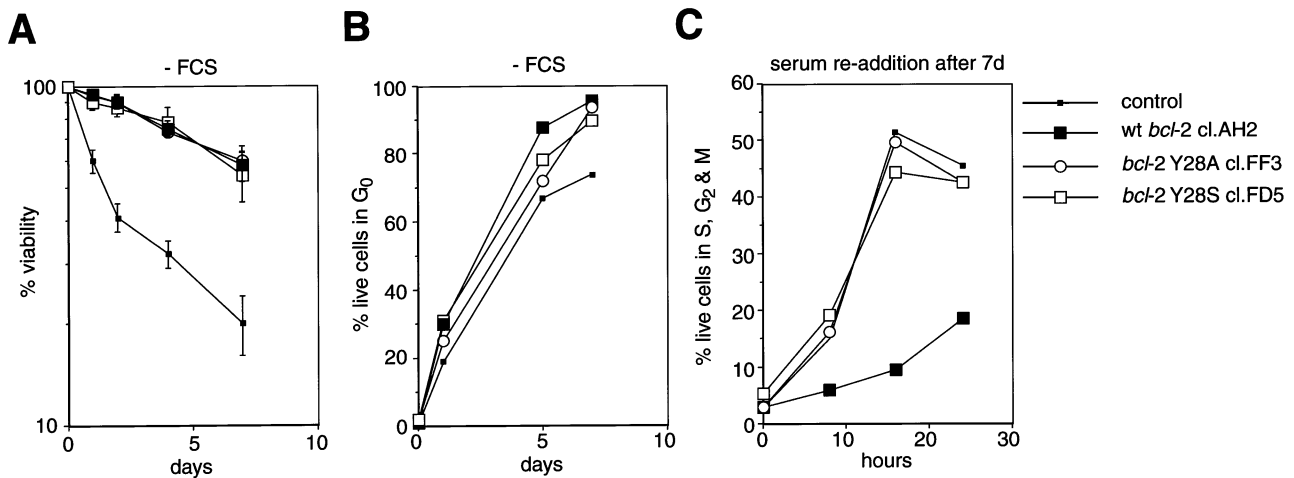 A
- FCS
% viability
100
10
0
5
10
days
B
- FCS
% live cells in G0
100
80
60
40
20
0
0
5
10
days
C
serum re-addition after 7d
% live cells in S, G2 & M
60
50
40
30
20
10
0
0
10
20
30
hours
control
wt bcl-2 cl.AH2
bcl-2 Y28A cl.FF3
bcl-2 Y28S cl.FD5